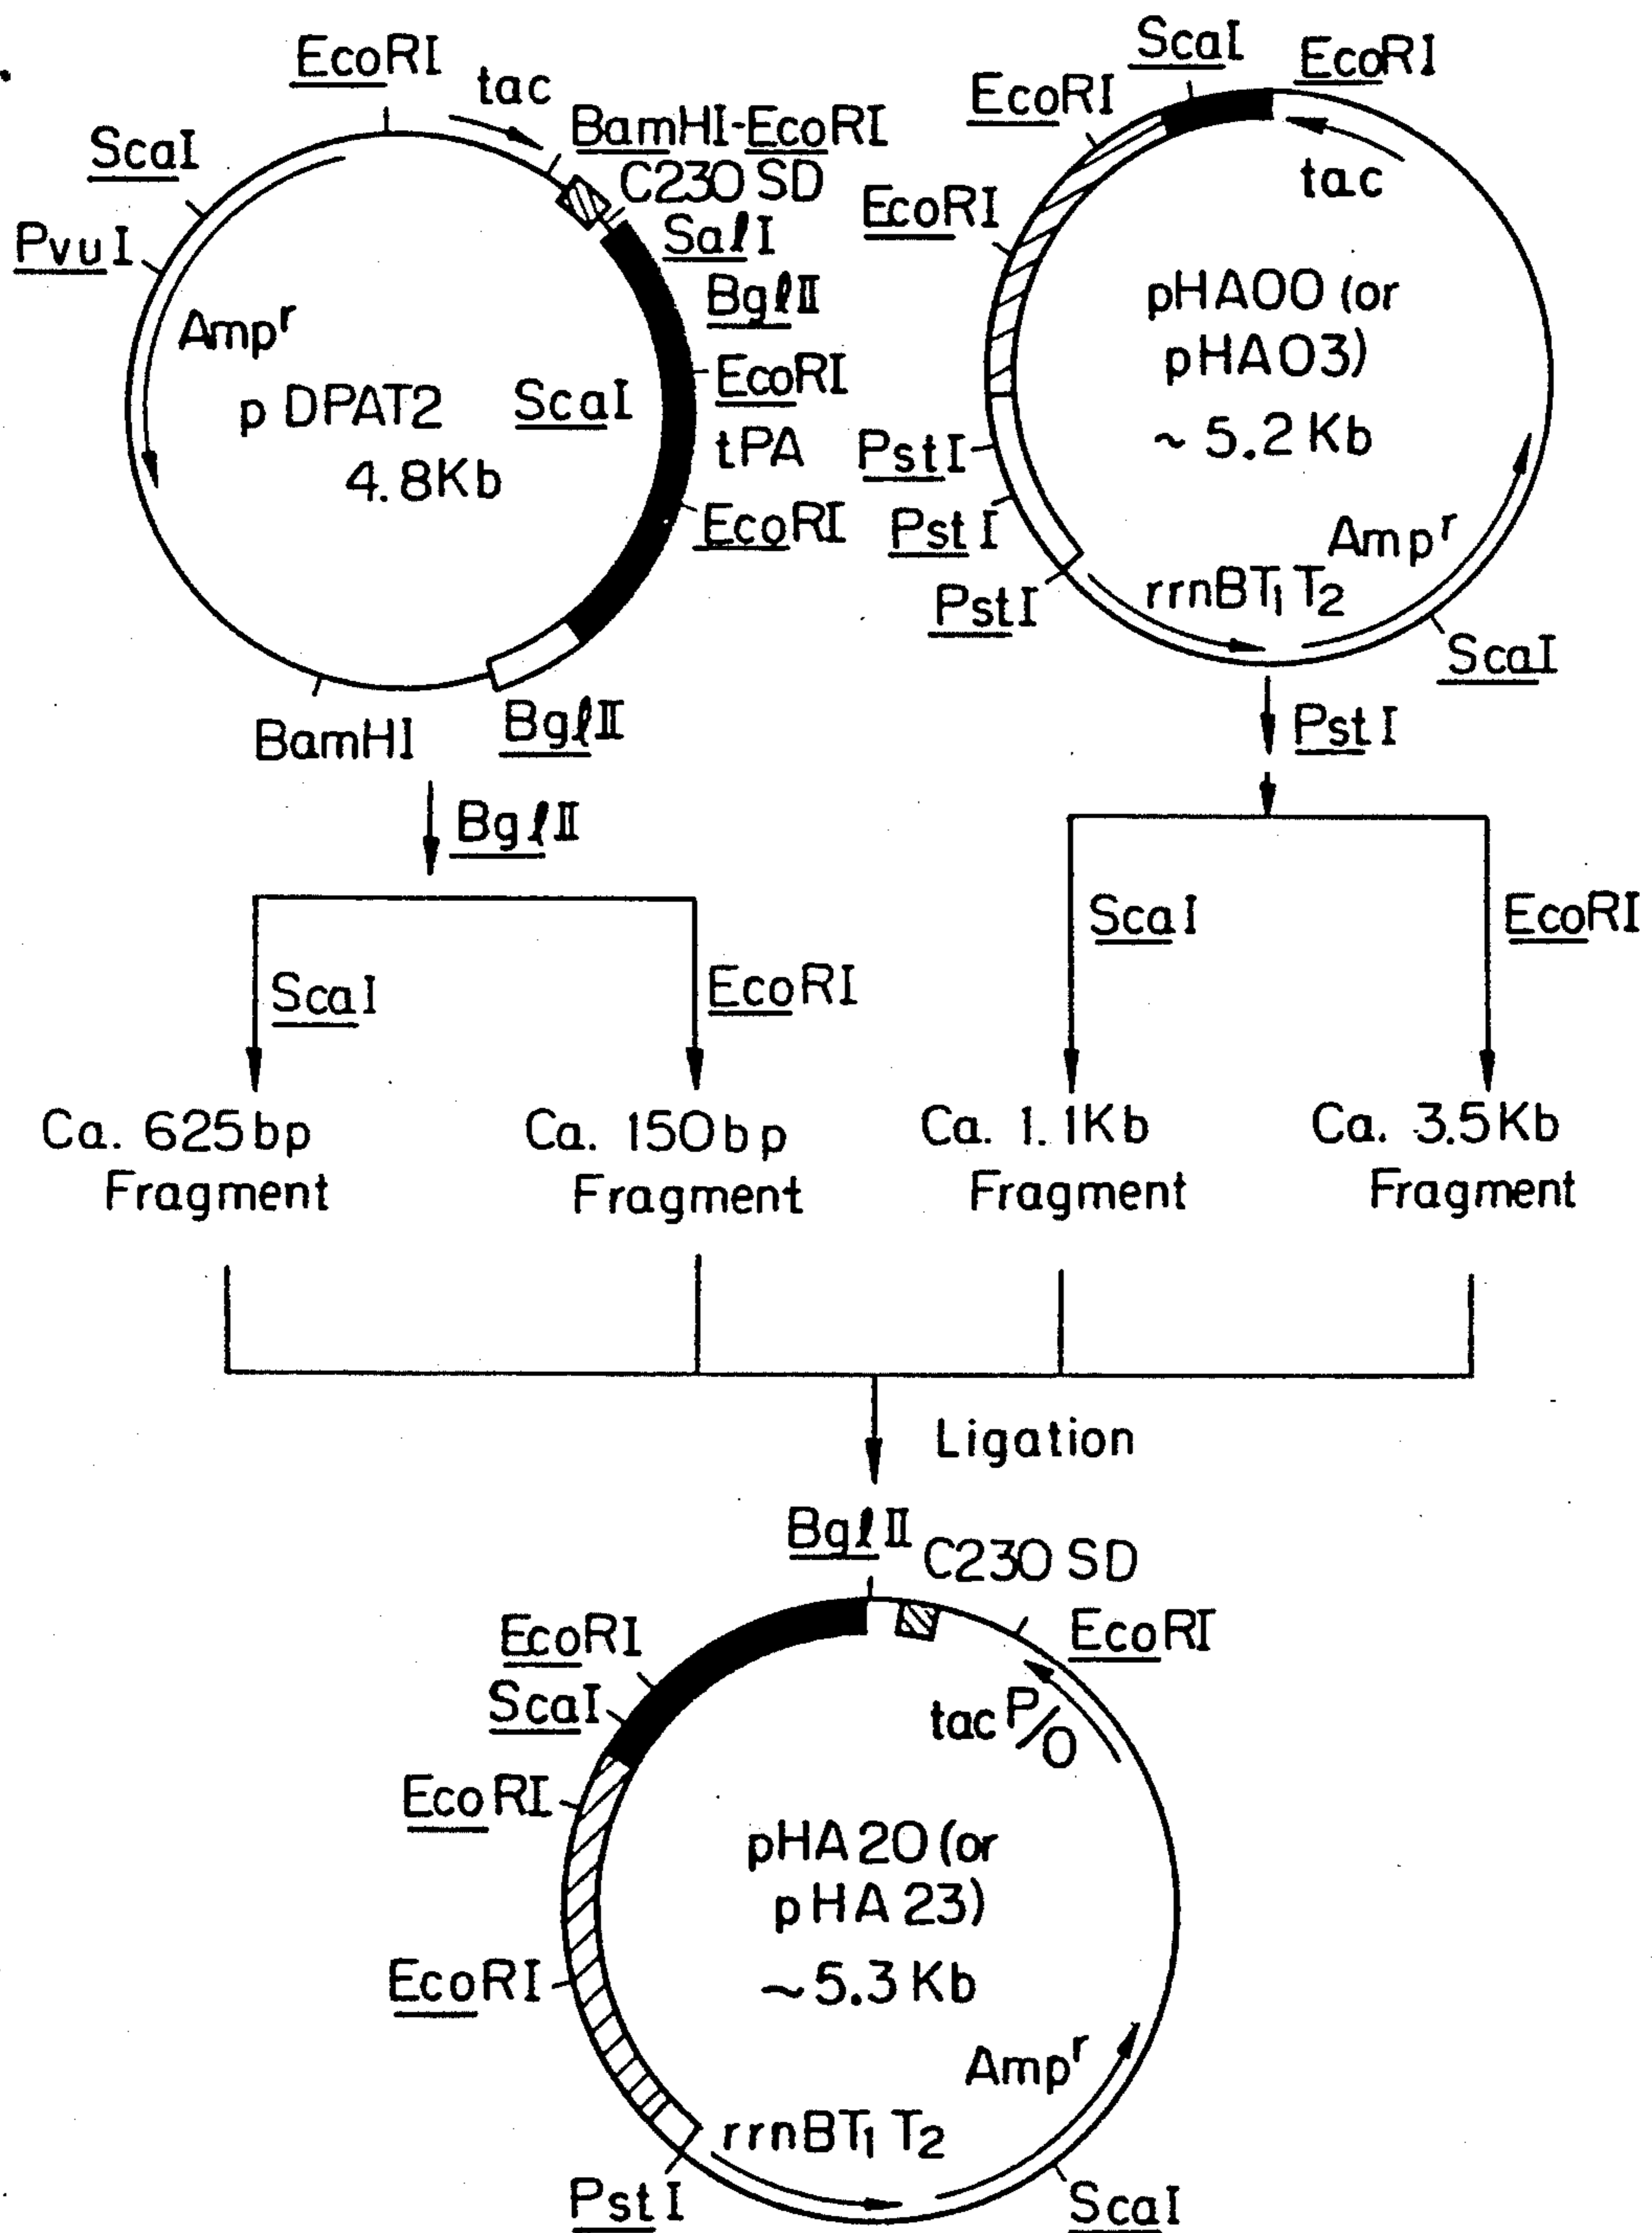 EcoRI
tac
BamHI-EcoRI
C230 SD
SalI
BglII
EcoRI
tPA
EcoRI
BglII
BamHI
ScaI
PvuI
Ampr
pDPAT2
4.8Kb
ScaI
ScaI
EcoRI
EcoRI
tac
EcoRI
pHA00 (or
pHA03)
~5.2Kb
PstI
PstI
PstI
rrnBT1T2
Ampr
ScaI
BglII
PstI
ScaI
EcoRI
ScaI
EcoRI
Ca. 625bp
Fragment
Ca. 150bp
Fragment
Ca. 1.1Kb
Fragment
Ca. 3.5Kb
Fragment
Ligation
BglII
C230 SD
EcoRI
EcoRI
ScaI
tac P/O
EcoRI
pHA20 (or
pHA23)
~5.3Kb
EcoRI
Ampr
rrnBT1T2
PstI
ScaI